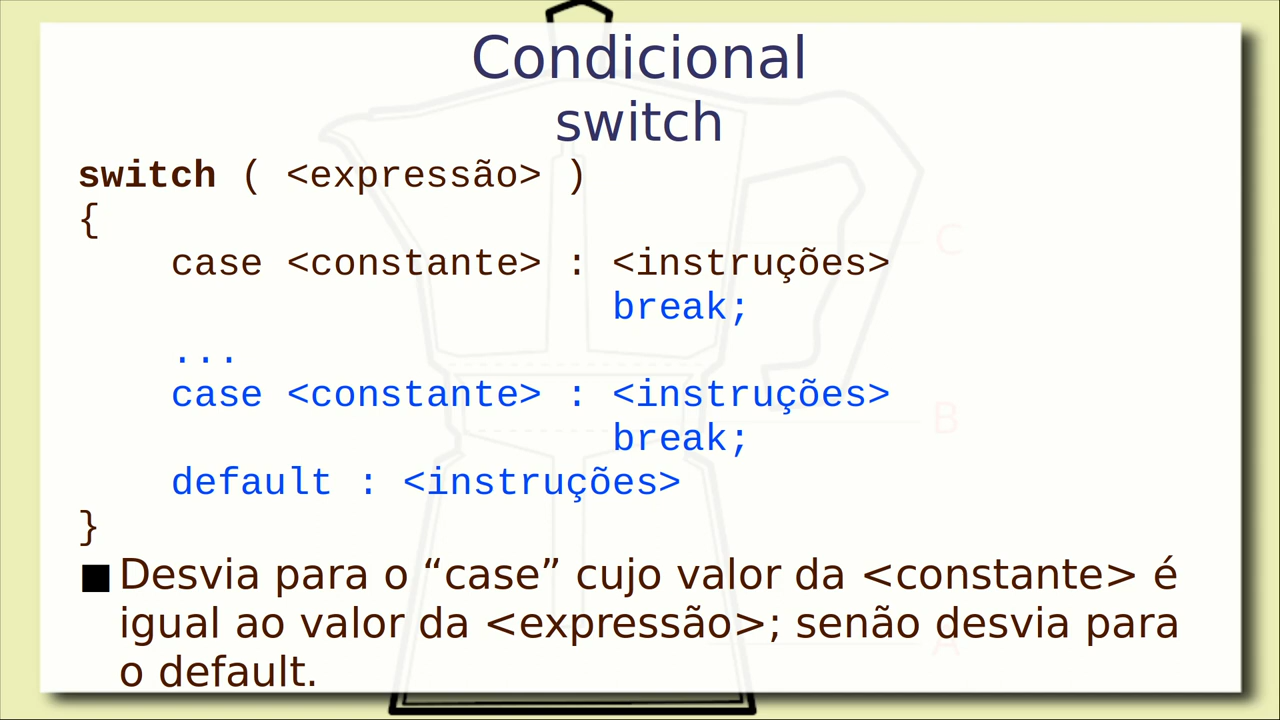 Condicional
switch
switch ( <expressão> )
{
case <constante> : <instruções>
break;
...
case <constante> : <instruções>
break;
default : <instruções>
}
■ Desvia para o “case” cujo valor da <constante> é
igual ao valor da <expressão>; senão desvia para
o default.
C
B
A